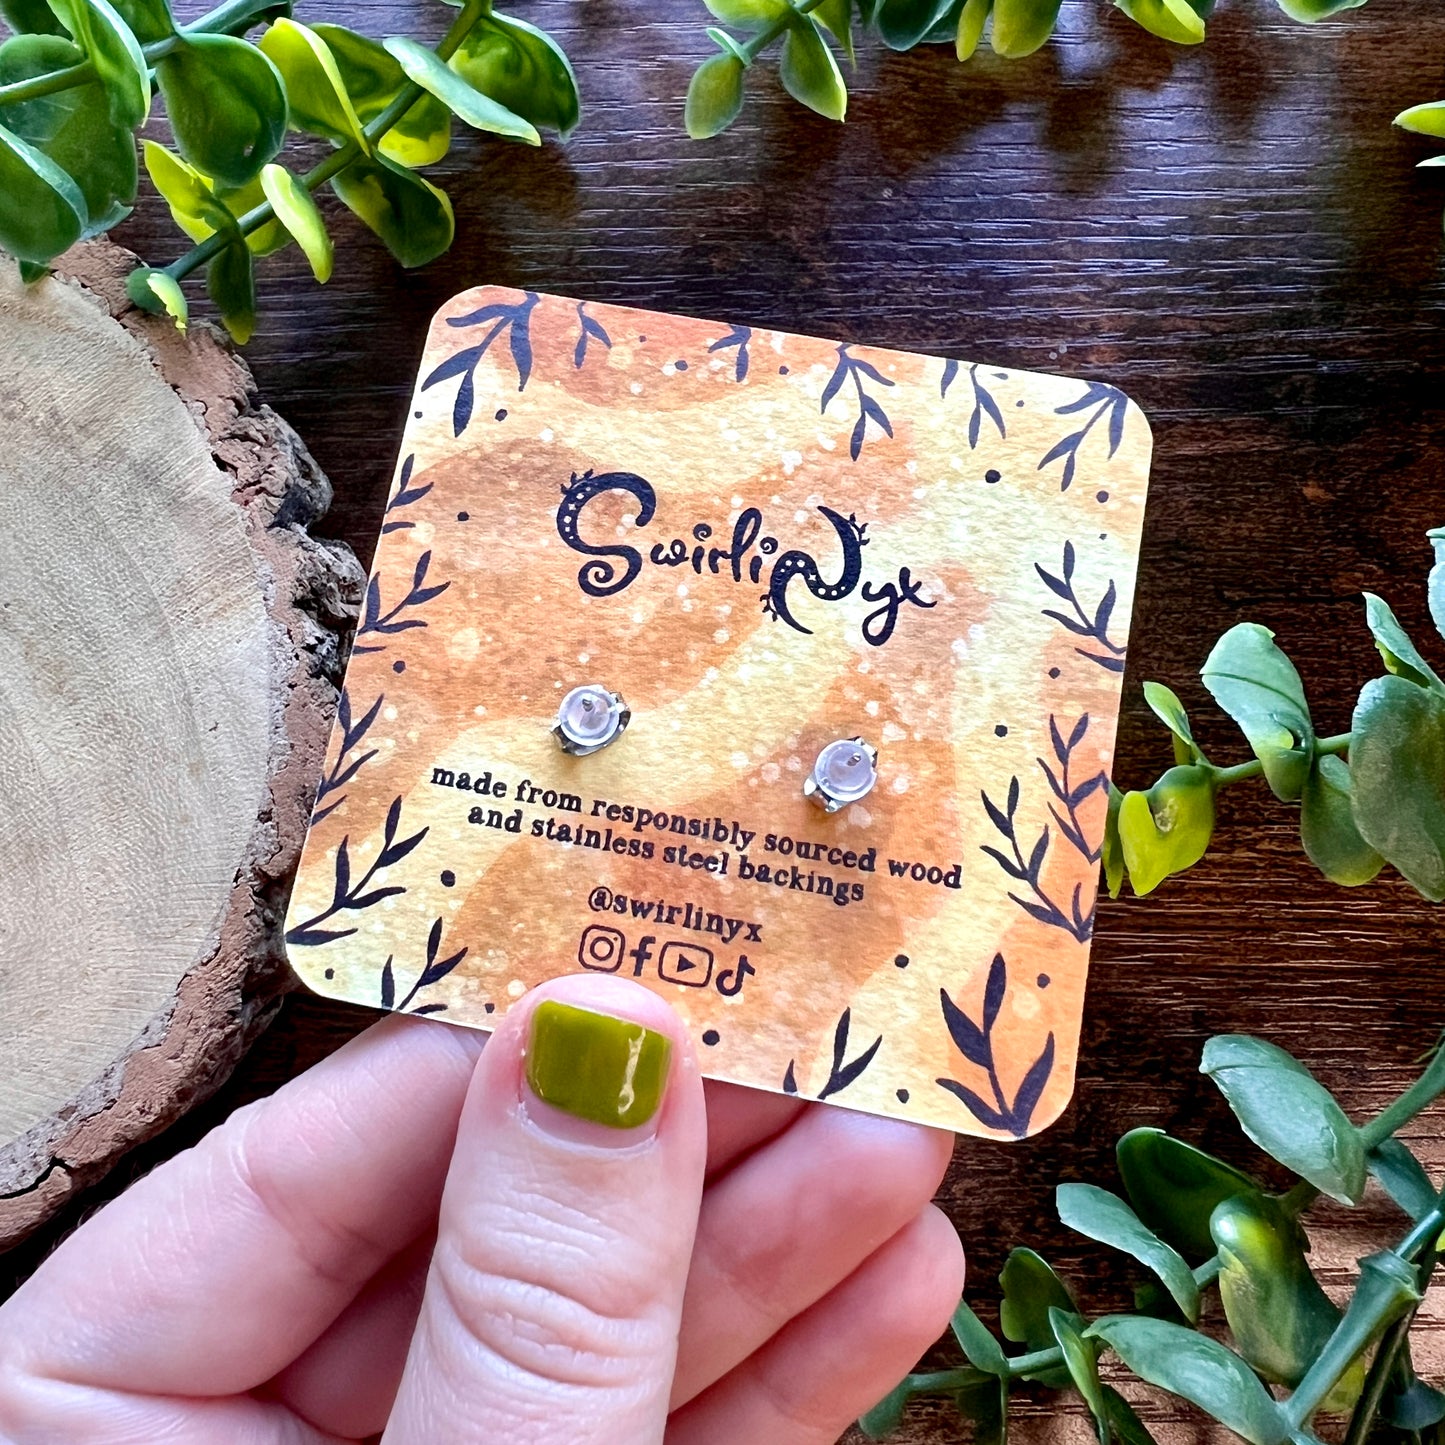 SwirliNyx
made from responsibly sourced wood
and stainless steel backings
@swirlinyx